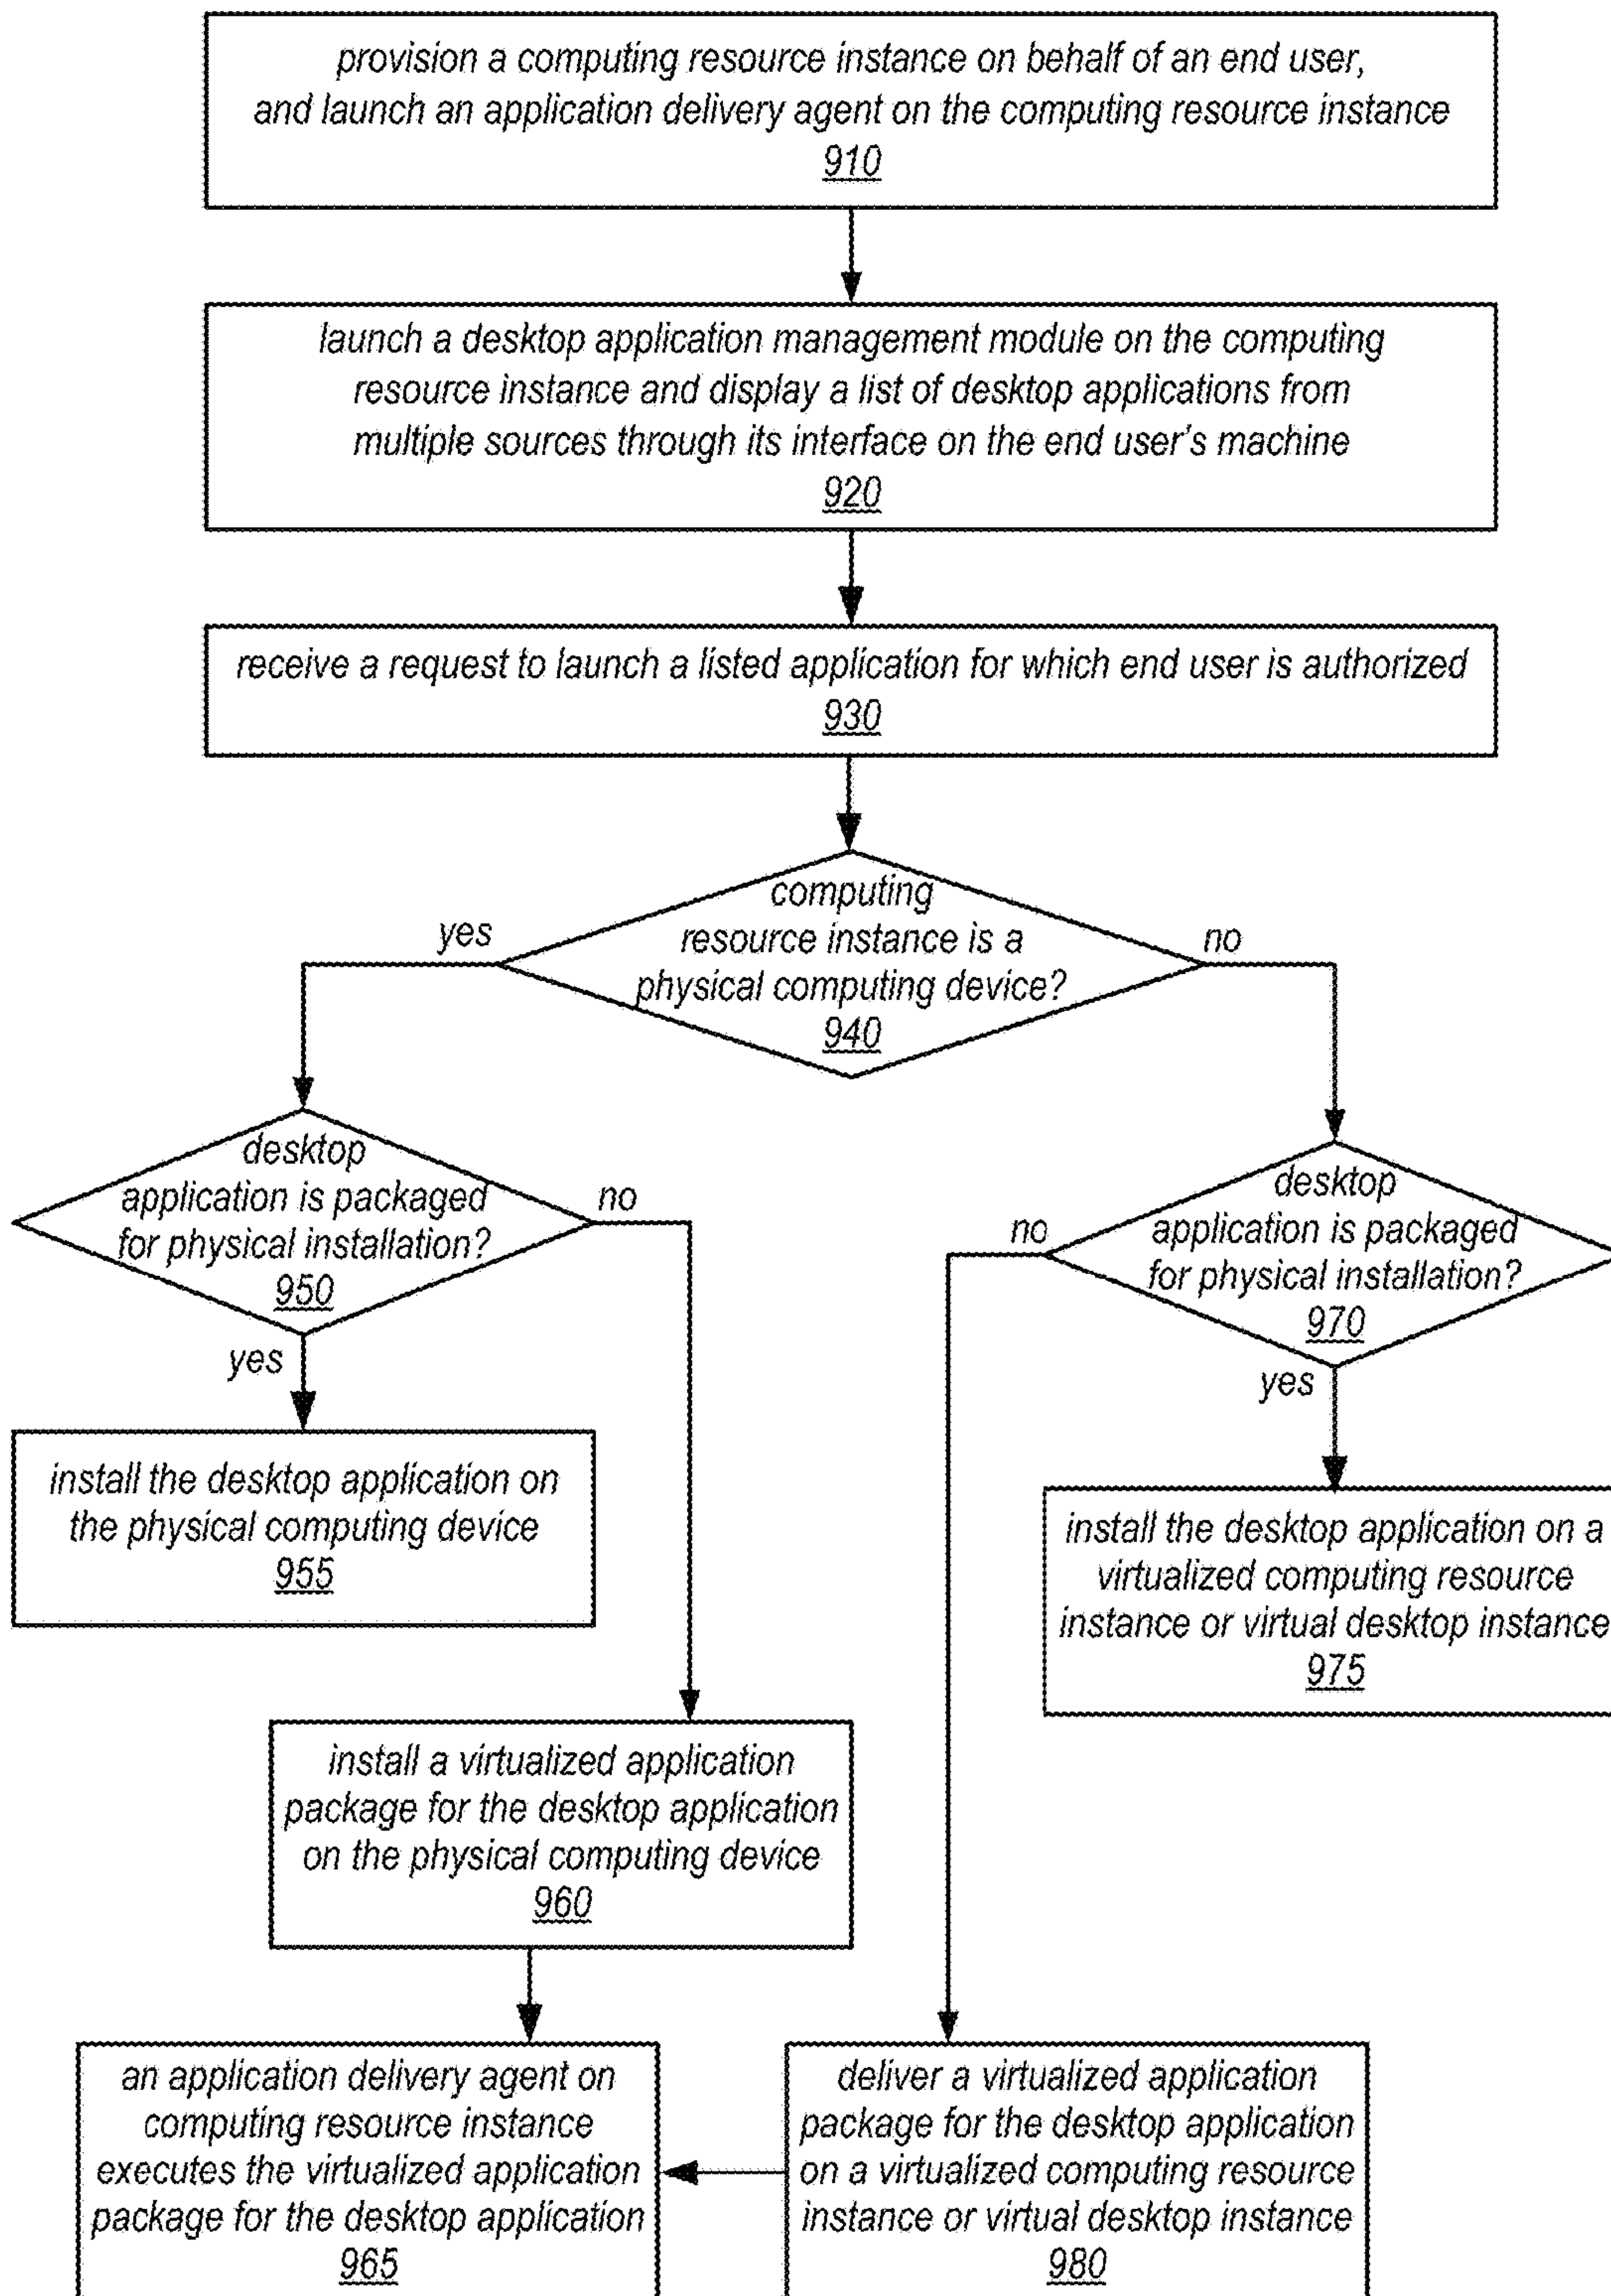 provision a computing resource instance on behalf of an end user,
and launch an application delivery agent on the computing resource instance
910
launch a desktop application management module on the computing
resource instance and display a list of desktop applications from
multiple sources through its interface on the end user's machine
920
receive a request to launch a listed application for which end user is authorized
930
computing
resource instance is a
physical computing device?
940
yes
no
desktop
application is packaged
for physical installation?
950
no
yes
desktop
application is packaged
for physical installation?
970
no
yes
install the desktop application on
the physical computing device
955
install the desktop application on a
virtualized computing resource
instance or virtual desktop instance
975
install a virtualized application
package for the desktop application
on the physical computing device
960
an application delivery agent on
computing resource instance
executes the virtualized application
package for the desktop application
965
deliver a virtualized application
package for the desktop application
on a virtualized computing resource
instance or virtual desktop instance
980